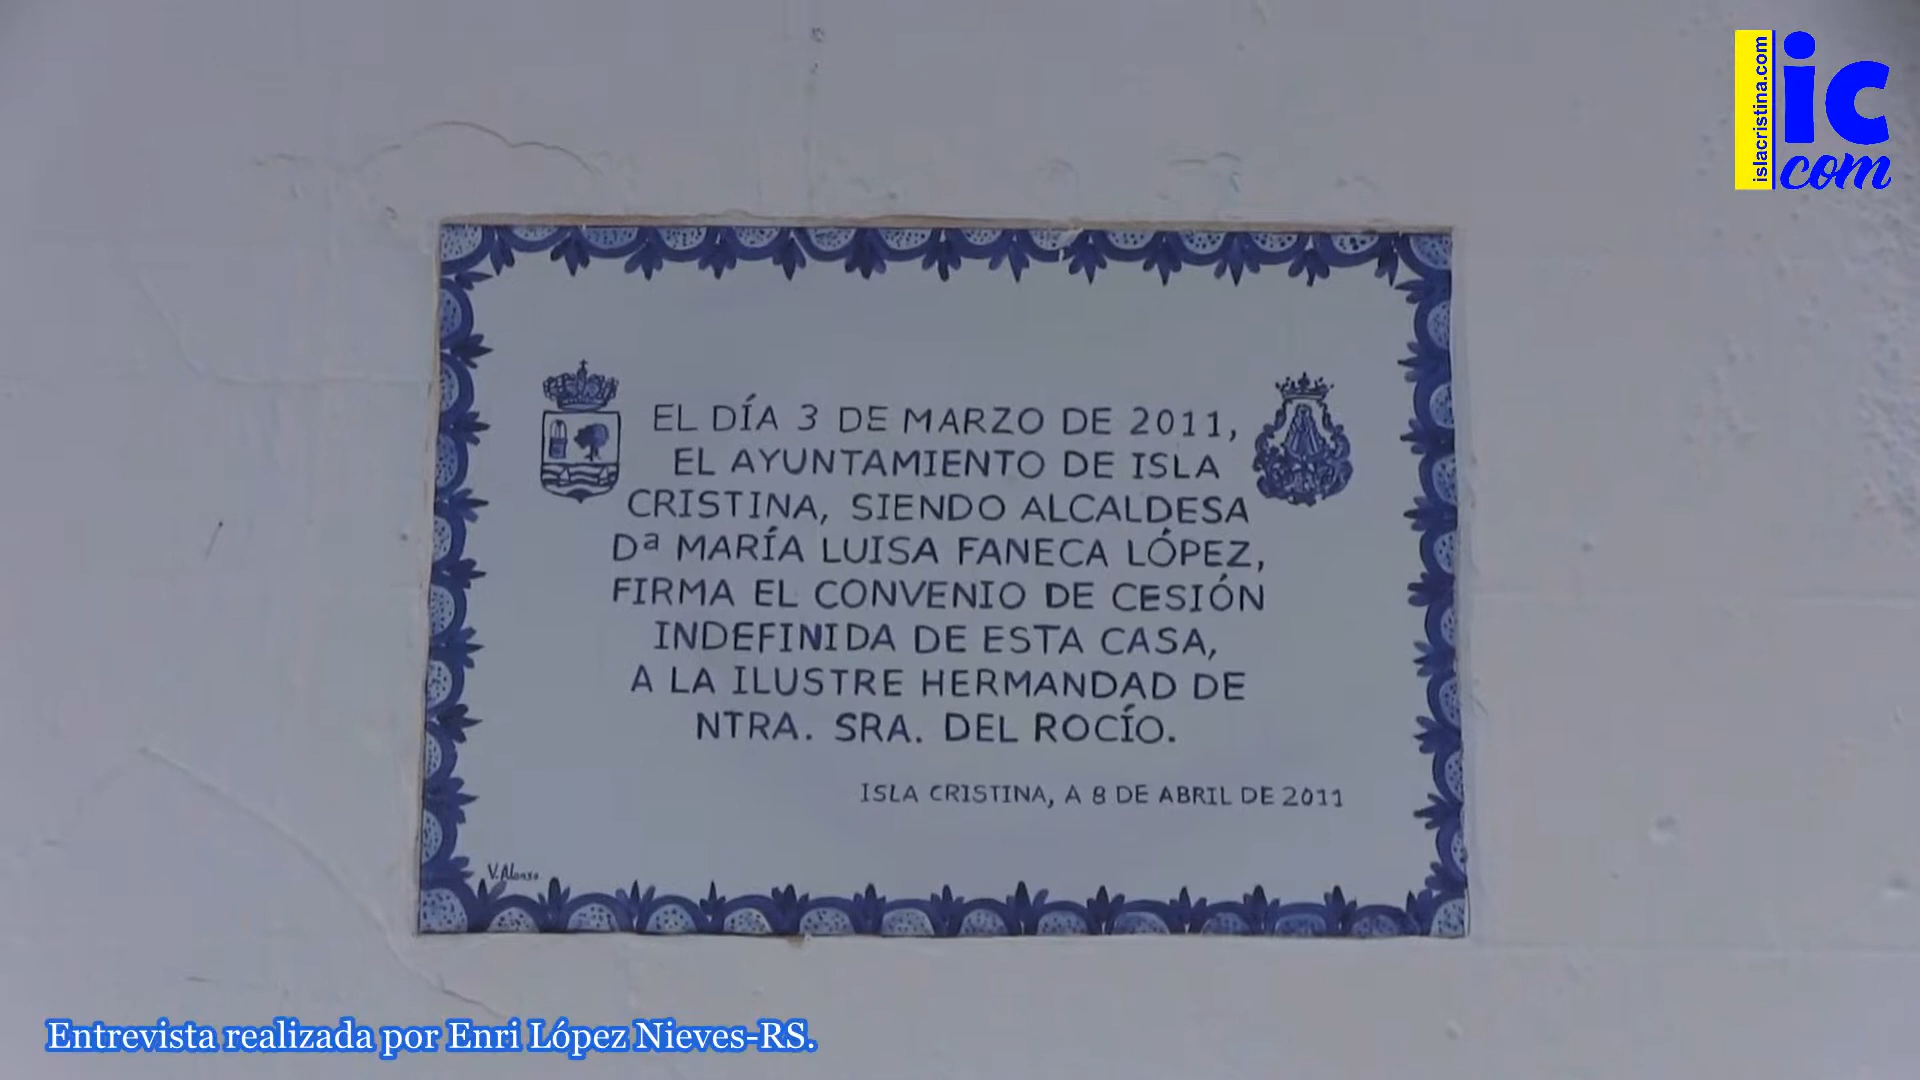 islacristina.com
ic
com
EL DÍA 3 DE MARZO DE 2011,
EL AYUNTAMIENTO DE ISLA
CRISTINA, SIENDO ALCALDESA
Dª MARÍA LUISA FANECA LÓPEZ,
FIRMA EL CONVENIO DE CESIÓN
INDEFINIDA DE ESTA CASA,
A LA ILUSTRE HERMANDAD DE
NTRA. SRA. DEL ROCÍO.
ISLA CRISTINA, A 8 DE ABRIL DE 2011
V. Alonso
Entrevista realizada por Enri López Nieves-RS.